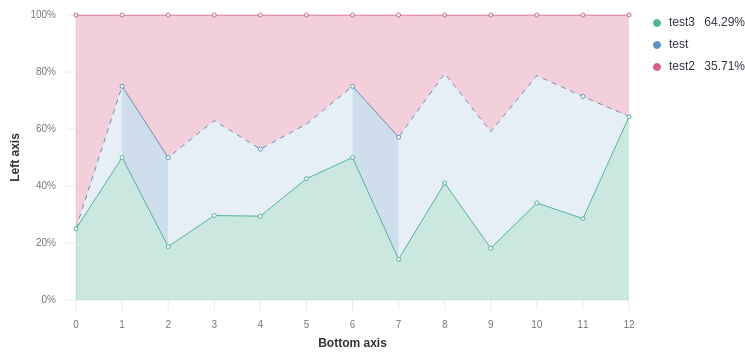 100%
80%
60%
40%
20%
0%
Left axis
0 1 2 3 4 5 6 7 8 9 10 11 12
Bottom axis
test3 64.29%
test
test2 35.71%